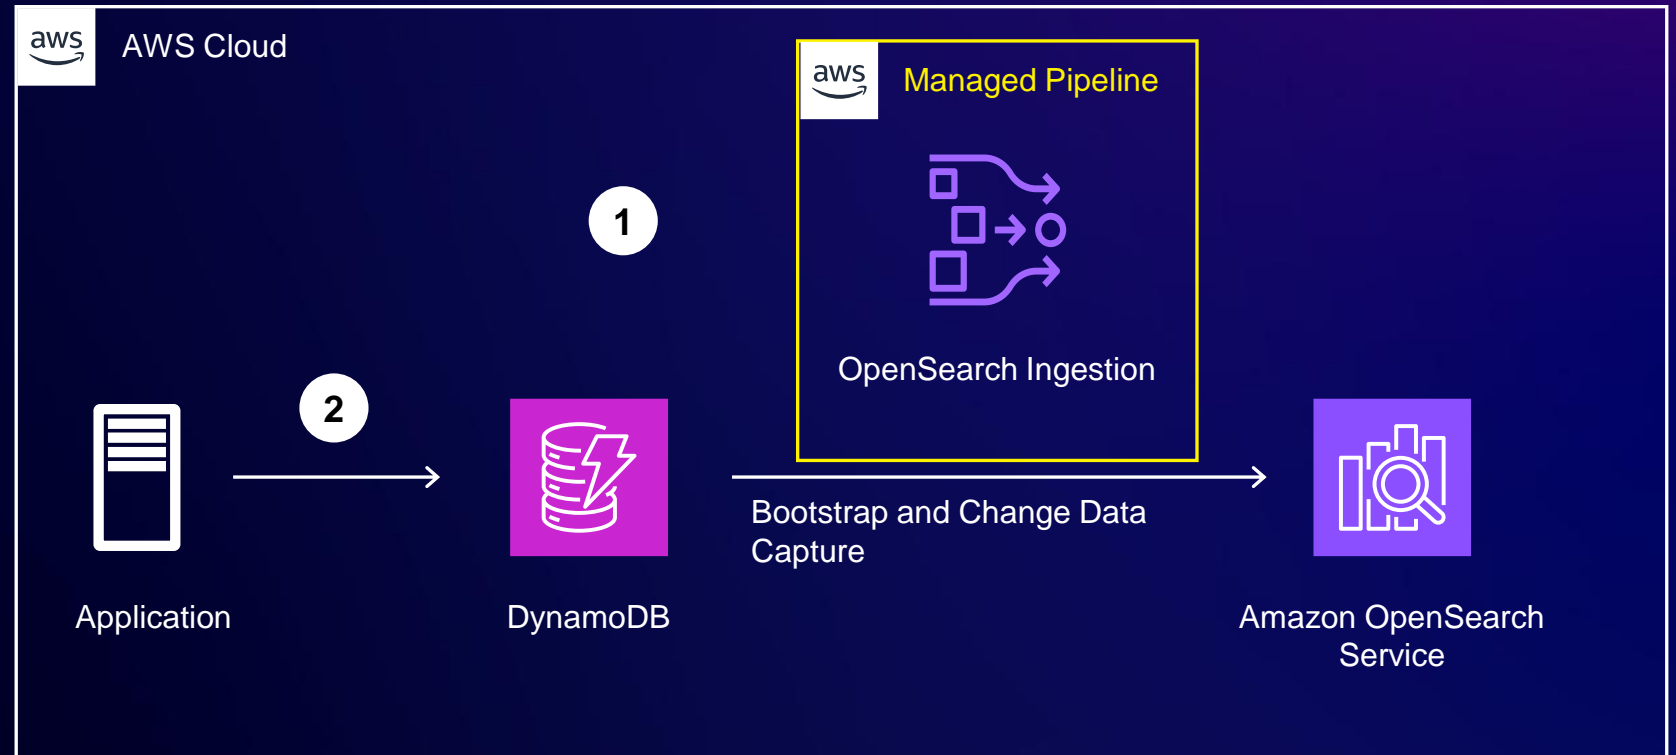 aws
AWS Cloud
aws
Managed Pipeline
1
OpenSearch Ingestion
2
Bootstrap and Change Data
Capture
Application
DynamoDB
Amazon OpenSearch
Service